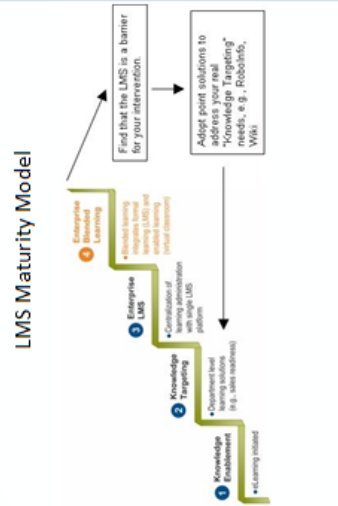 LMS Maturity Model
1
Knowledge
Enablement
• eLearning initiated
2
Knowledge
Targeting
• Department level
learning solutions
(e.g., sales readiness)
3
Enterprise
LMS
• Centralization of
learning administration
with single LMS
platform
4
Enterprise
Blended
Learning
• Blended learning
integrates formal
learning (LMS) and
enabled learning
(virtual classroom)
Find that the LMS is a barrier
for your intervention.
Adopt point solutions to
address your real
"Knowledge Targeting"
needs, e.g., RoboInfo,
Wiki